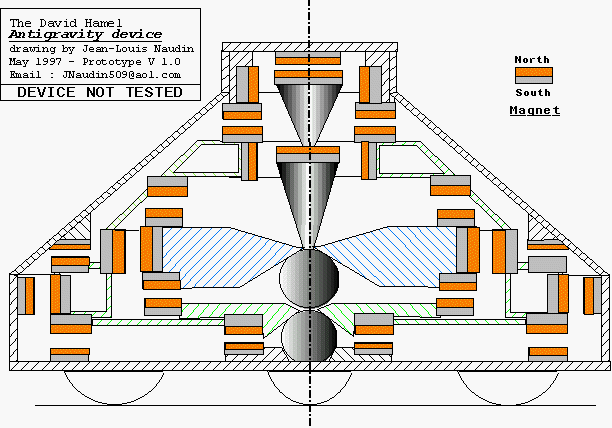 The David Hamel
Antigravity device
drawing by Jean-Louis Naudin
May 1997 - Prototype V 1.0
Email : JNaudin509@aol.com
DEVICE NOT TESTED
North
South
Magnet